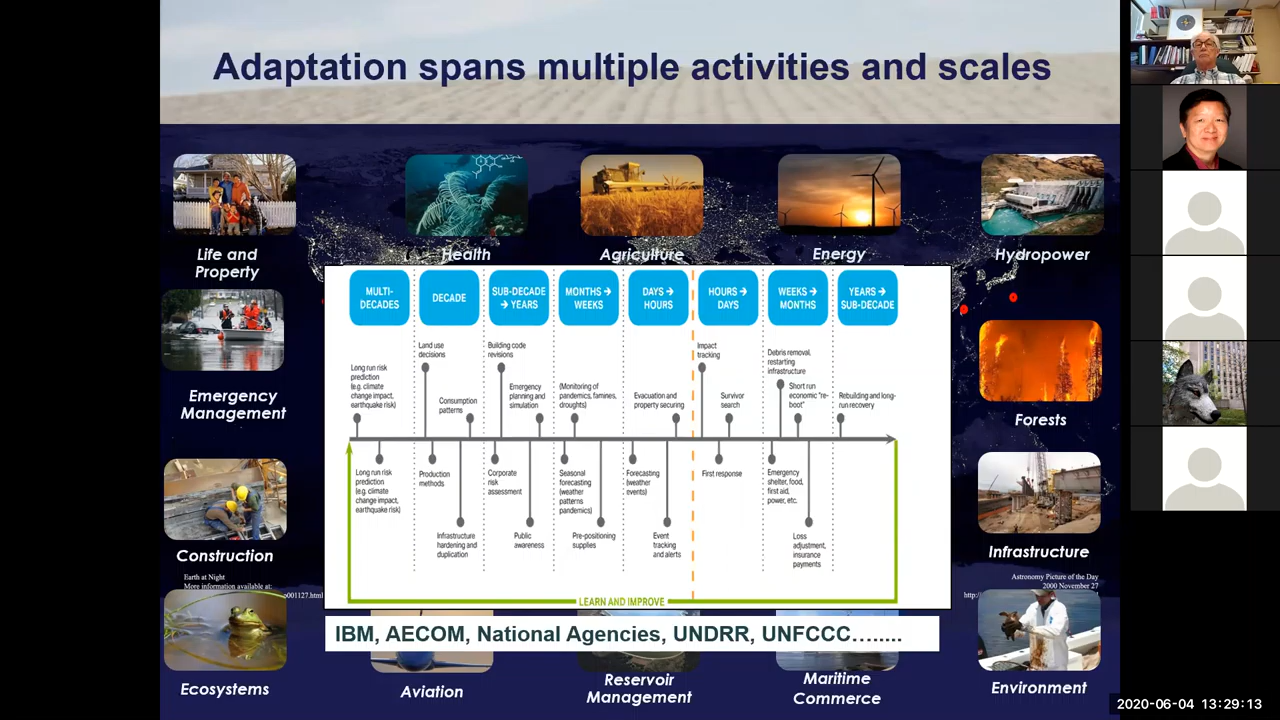 Adaptation spans multiple activities and scales
Life and
Property
Health
Agriculture
Energy
Hydropower
Emergency
Management
Forests
Construction
Infrastructure
Earth at Night
More information available at:
p001127.html
Astronomy Picture of the Day
2000 November 27
http:/
Ecosystems
Aviation
Reservoir
Management
Maritime
Commerce
Environment
MULTI-
DECADES
DECADE
SUB-DECADE
→ YEARS
MONTHS →
WEEKS
DAYS →
HOURS
HOURS →
DAYS
WEEKS →
MONTHS
YEARS →
SUB-DECADE
Long run risk
prediction
(e.g. climate
change impact,
earthquake risk)
Land use
decisions
Consumption
patterns
Building code
revisions
Emergency
planning and
simulation
(Monitoring of
pandemics, famines,
droughts)
Evacuation and
property securing
Impact
tracking
Survivor
search
Debris removal,
restarting
infrastructure
Short run
economic "re-
boot"
Rebuilding and long-
run recovery
Long run risk
prediction
(e.g. climate
change impact,
earthquake risk)
Production
methods
Infrastructure
hardening and
duplication
Corporate
risk
assessment
Public
awareness
Seasonal
forecasting
(weather
patterns
pandemics)
Pre-positioning
supplies
Forecasting
(weather
events)
Event
tracking
and alerts
First response
Emergency
shelter, food,
first aid,
power, etc.
Loss
adjustment,
insurance
payments
LEARN AND IMPROVE
IBM, AECOM, National Agencies, UNDRR, UNFCCC........
2020-06-04 13:29:13